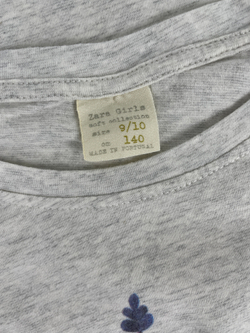 Zara Girls
soft collection
size 9/10
cm 140
MADE IN PORTUGAL